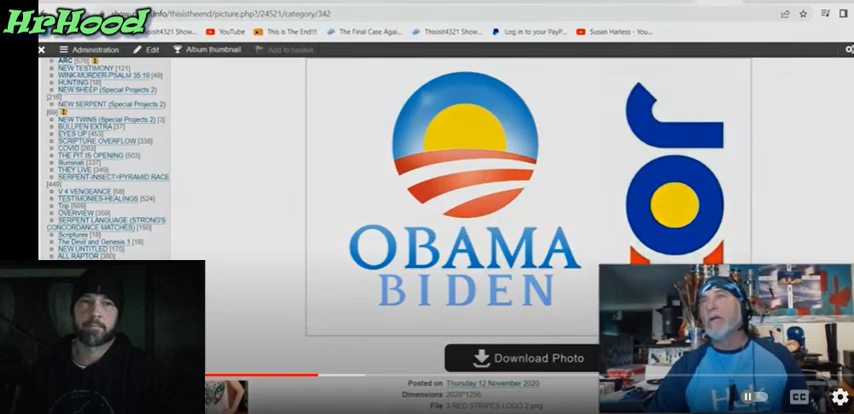 HrHood
info/thisistheend/picture.php?/24521/category/342
Thisisit4321 Showc...
YouTube
This is The End!!!
The Final Case Agai...
Thisisit4321 Showc...
Log in to your PayP...
Susan Harless - You...
Administration
Edit
Album thumbnail
Add to basket
ARC [576]
NEW TESTIMONY [121]
WINK-MURDER-PSALM 35:19 [49]
HUNTING [18]
NEW SHEEP (Special Projects 2)
[216]
NEW SERPENT (Special Projects 2)
[69]
NEW TWINS (Special Projects 2) [3]
BULLPEN EXTRA [37]
EYES UP [453]
SCRIPTURE OVERFLOW [338]
COVID [263]
THE PIT IS OPENING [503]
Illuminati [337]
THEY LIVE [349]
SERPENT-INSECT=PYRAMID RACE
[449]
V 4 VENGEANCE [58]
TESTIMONIES-HEALINGS [524]
Trip [509]
OVERVIEW [359]
SERPENT LANGUAGE (STRONG'S
CONCORDANCE MATCHES) [150]
Scriptures [18]
The Devil and Genesis 1 [18]
NEW UNTITLED [170]
ALL RAPTOR [380]
OBAMA
BIDEN
Download Photo
Posted on Thursday 12 November 2020
Dimensions 2028*1256
File 3 RED STRIPES LOGO 2.png
CC